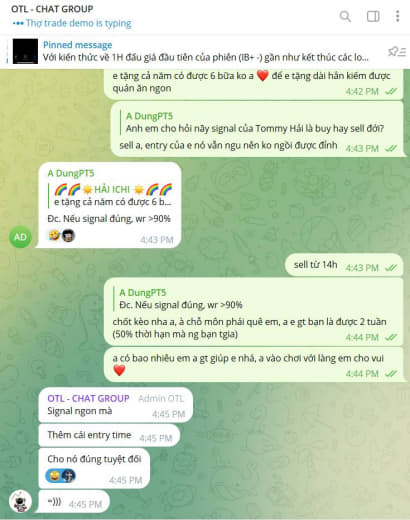 OTL - CHAT GROUP
Thợ trade demo is typing
Pinned message
Với kiến thức về 1H đấu giá đầu tiên của phiên (IB+ -) gần như kết thúc các lo...
e tặng cả năm có được 6 bữa ko a ❤️ để e tặng dài hẳn kiếm được
quán ăn ngon
4:42 PM
A DungPT5
Anh em cho hỏi nãy signal của Tommy Hải là buy hay sell đới?
sell a, entry của e nó vẫn ngu nên ko ngồi được đỉnh
4:43 PM
A DungPT5
🌈🌈🌟HẢI ICHI 🌟🌈🌈
e tặng cả năm có được 6 b...
Đc. Nếu signal đúng, wr >90%
AD
4:43 PM
sell từ 14h
4:43 PM
A DungPT5
Đc. Nếu signal đúng, wr >90%
chốt kèo nha a, à chỗ môn phái quê em, a e gt bạn là được 2 tuần
(50% thời hạn mà ng bạn tgia)
4:44 PM
a có bao nhiêu em a gt giúp e nhá, a vào chơi với làng em cho vui
❤️
4:44 PM
OTL - CHAT GROUP Admin OTL
Signal ngon mà
4:45 PM
Thêm cái entry time
4:45 PM
Cho nó đúng tuyệt đối
4:45 PM
=)))
4:45 PM